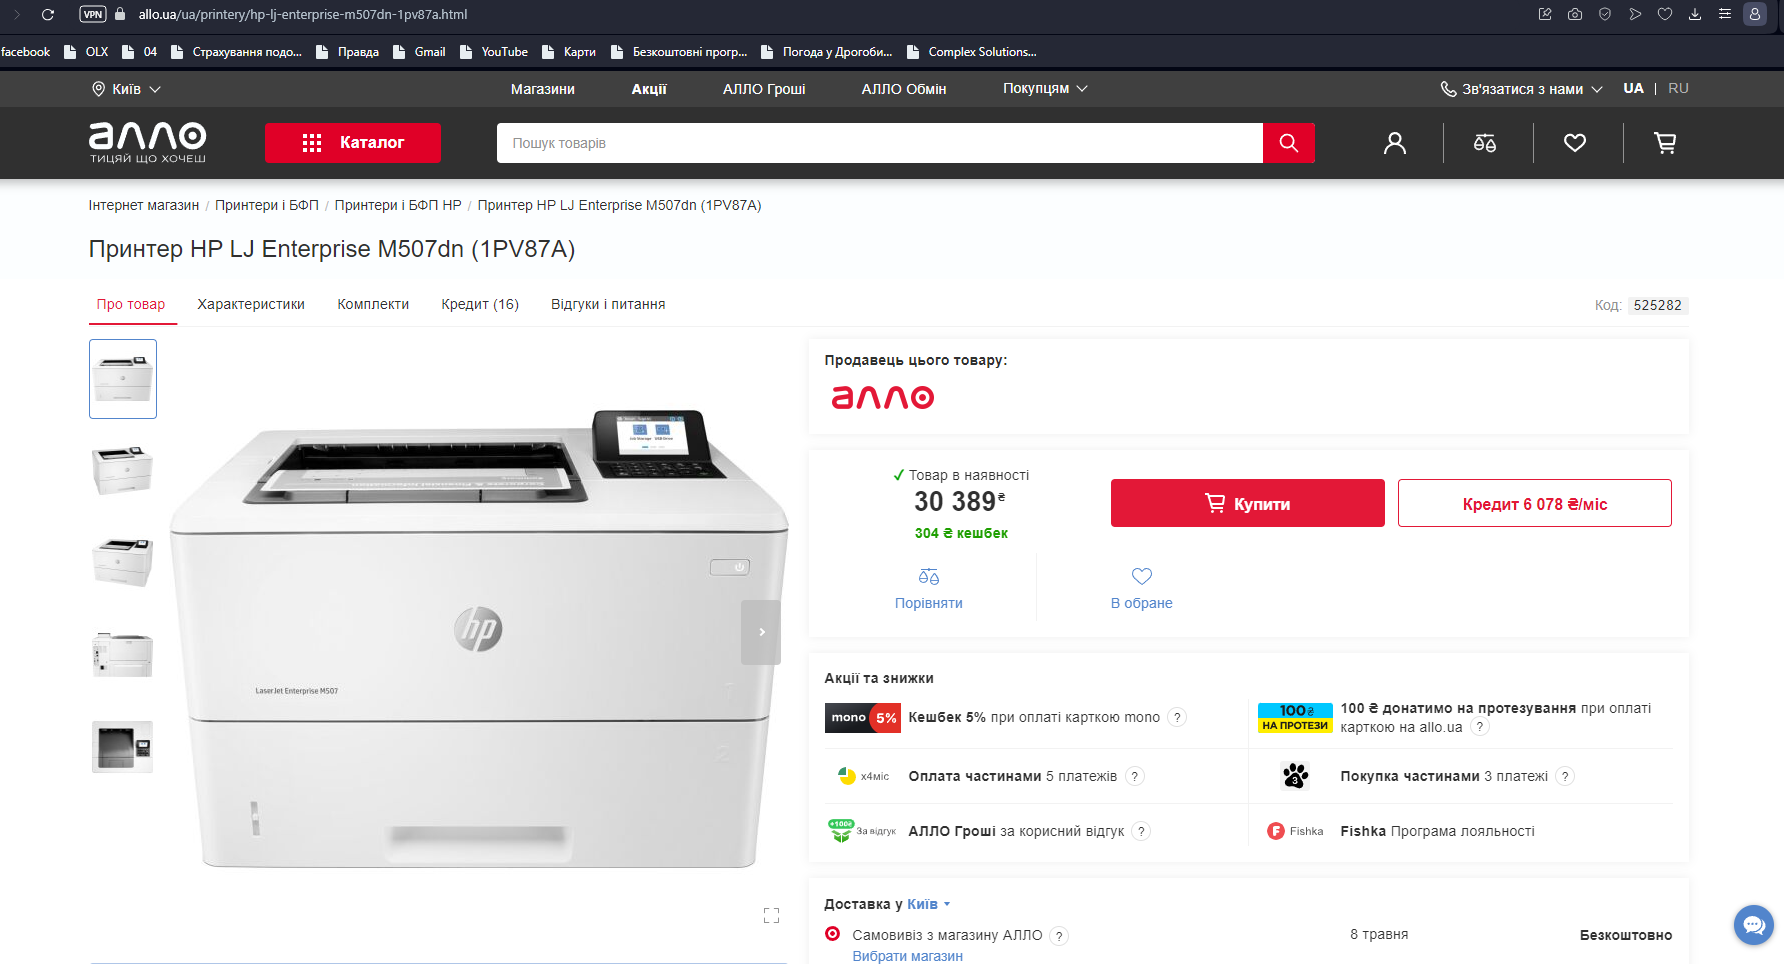 VPN allo.ua/ua/printery/hp-lj-enterprise-m507dn-1pv87a.html
facebook OLX 04 Страхування подо... Правда Gmail YouTube Карти Безкоштовні прогр... Погода у Дрогоби... Complex Solutions...
Київ Магазини Акції АЛЛО Гроші АЛЛО Обмін Покупцям Зв'язатися з нами UA | RU
алло
ТИЦЯЙ ЩО ХОЧЕШ
Каталог
Пошук товарів
Інтернет магазин / Принтери і БФП / Принтери і БФП HP / Принтер HP LJ Enterprise M507dn (1PV87A)
Принтер HP LJ Enterprise M507dn (1PV87A)
Про товар Характеристики Комплекти Кредит (16) Відгуки і питання Код: 525282
Продавець цього товару:
алло
Товар в наявності
30 389₴
304 ₴ кешбек
Купити
Кредит 6 078 ₴/міс
Порівняти
В обране
hp
LaserJet Enterprise M507
Акції та знижки
mono 5% Кешбек 5% при оплаті карткою mono ?
100₴ НА ПРОТЕЗИ
100 ₴ донатимо на протезування при оплаті
карткою на allo.ua ?
x4міс Оплата частинами 5 платежів ?
3 Покупка частинами 3 платежі ?
+100₴ За відгук АЛЛО Гроші за корисний відгук ?
F Fishka Fishka Програма лояльності
Доставка у Київ
Самовивіз з магазину АЛЛО ? 8 травня Безкоштовно
Вибрати магазин